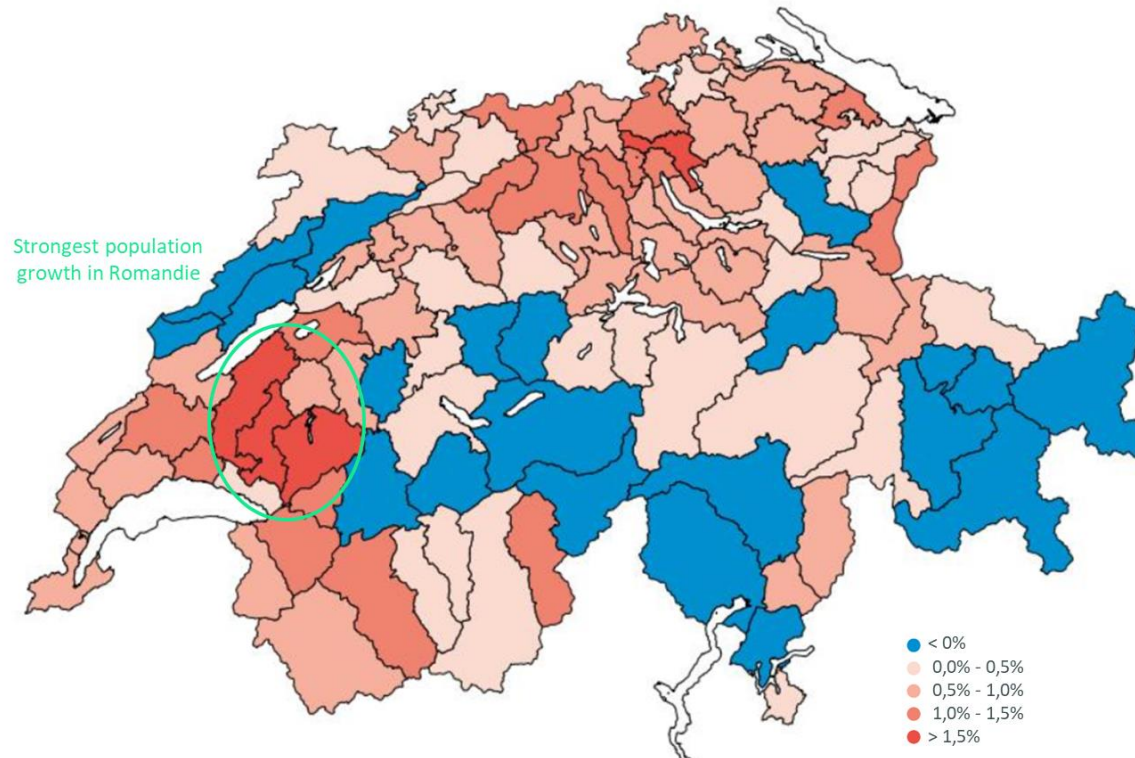 Strongest population
growth in Romandie
< 0%
0,0% - 0,5%
0,5% - 1,0%
1,0% - 1,5%
> 1,5%